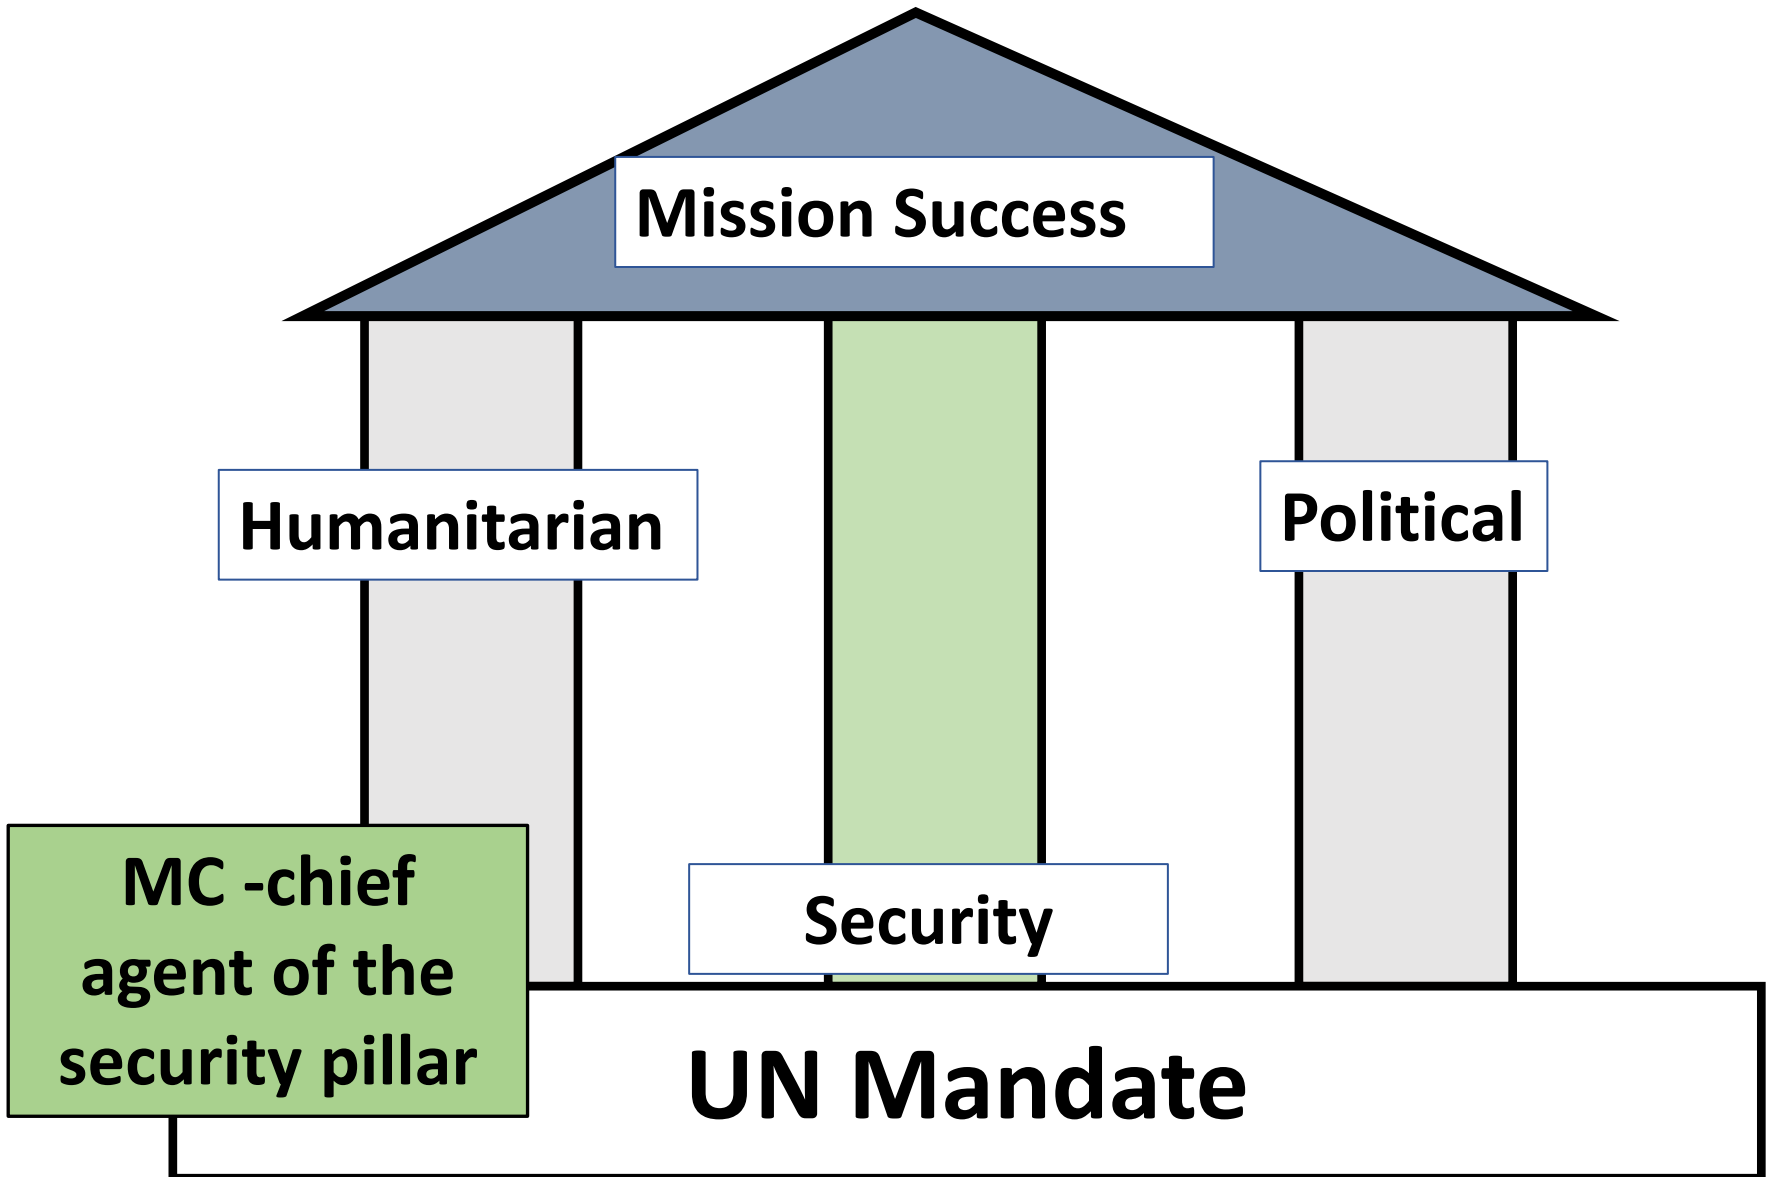 Mission Success
Humanitarian
Political
MC -chief
agent of the
security pillar
Security
UN Mandate